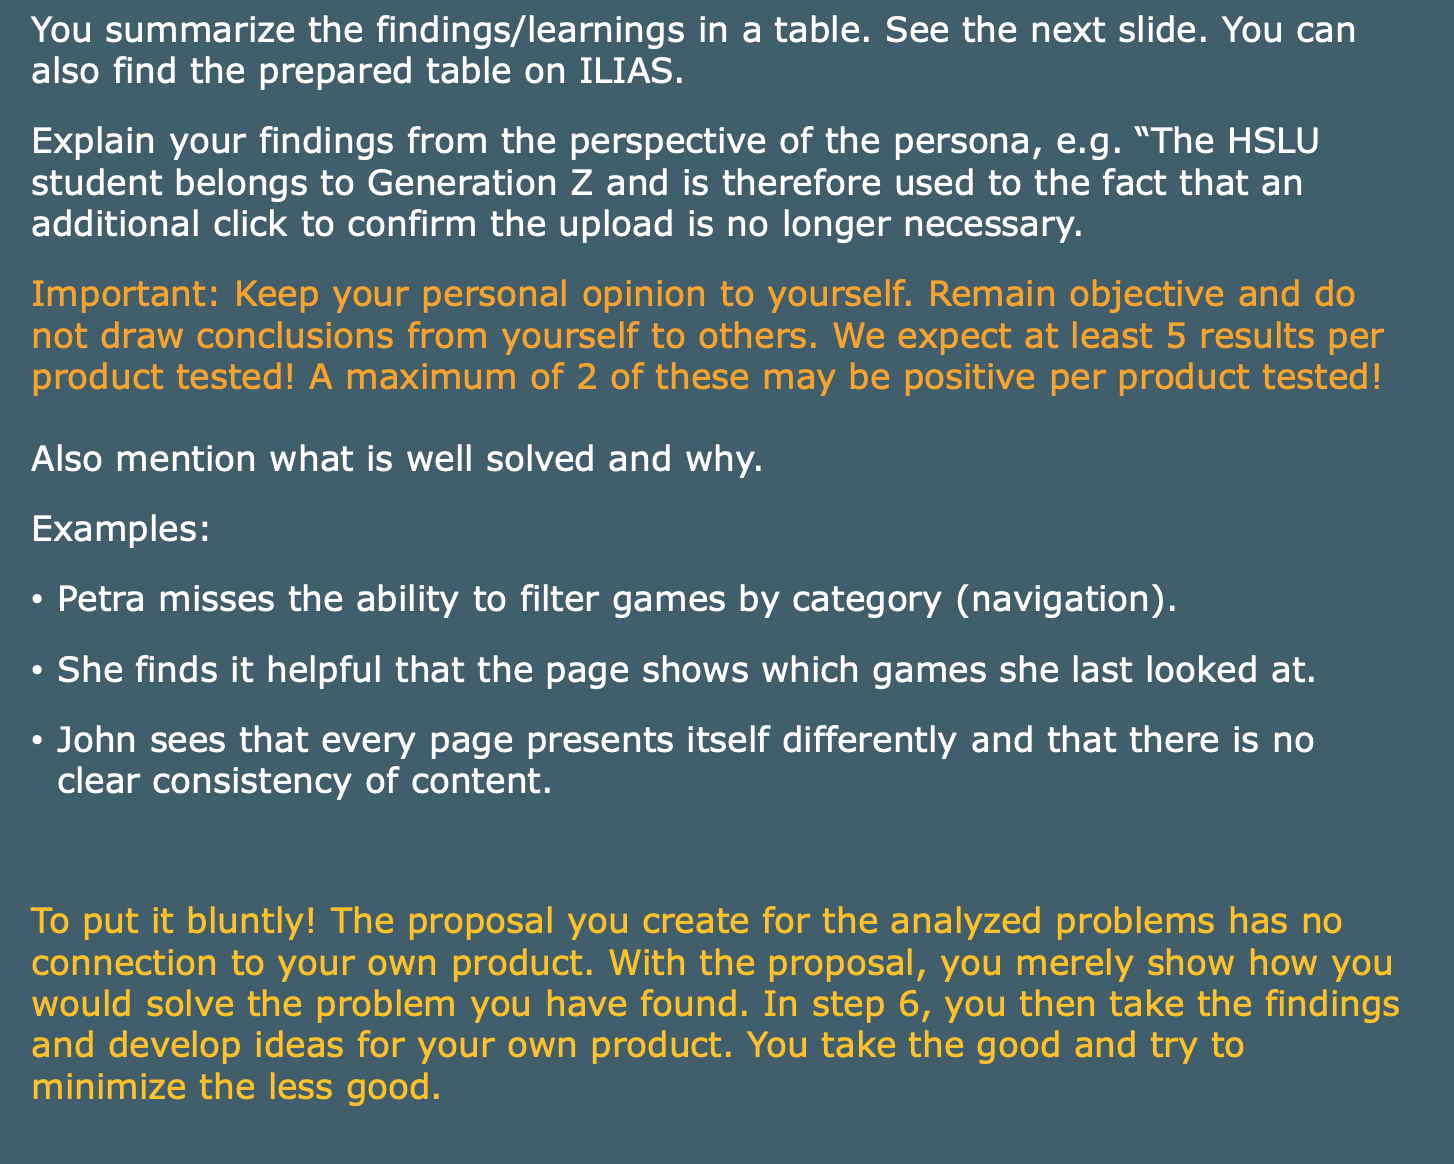 You summarize the findings/learnings in a table. See the next slide. You can
also find the prepared table on ILIAS.
Explain your findings from the perspective of the persona, e.g. “The HSLU
student belongs to Generation Z and is therefore used to the fact that an
additional click to confirm the upload is no longer necessary.
Important: Keep your personal opinion to yourself. Remain objective and do
not draw conclusions from yourself to others. We expect at least 5 results per
product tested! A maximum of 2 of these may be positive per product tested!
Also mention what is well solved and why.
Examples:
• Petra misses the ability to filter games by category (navigation).
• She finds it helpful that the page shows which games she last looked at.
• John sees that every page presents itself differently and that there is no
clear consistency of content.
To put it bluntly! The proposal you create for the analyzed problems has no
connection to your own product. With the proposal, you merely show how you
would solve the problem you have found. In step 6, you then take the findings
and develop ideas for your own product. You take the good and try to
minimize the less good.